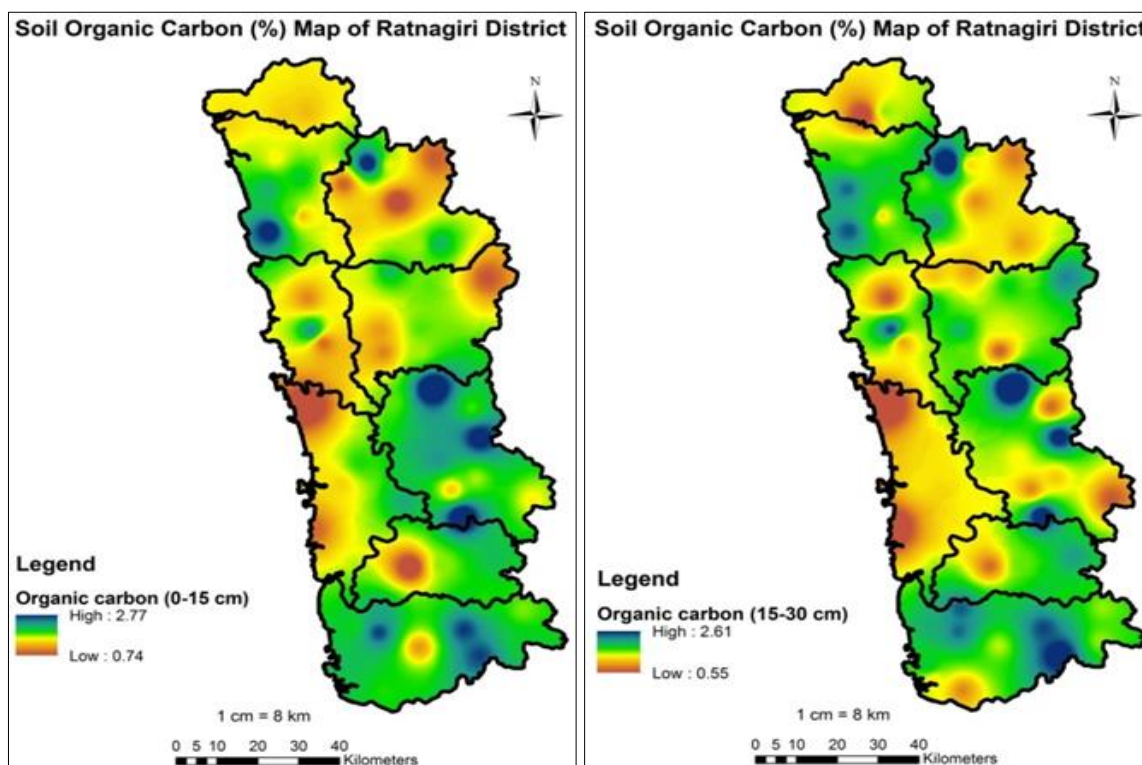 Soil Organic Carbon (%) Map of Ratnagiri District
N
Legend
Organic carbon (0-15 cm)
High : 2.77
Low : 0.74
1 cm = 8 km
0 5 10 20 30 40
Kilometers
Soil Organic Carbon (%) Map of Ratnagiri District
N
Legend
Organic carbon (15-30 cm)
High : 2.61
Low : 0.55
1 cm = 8 km
0 5 10 20 30 40
Kilometers